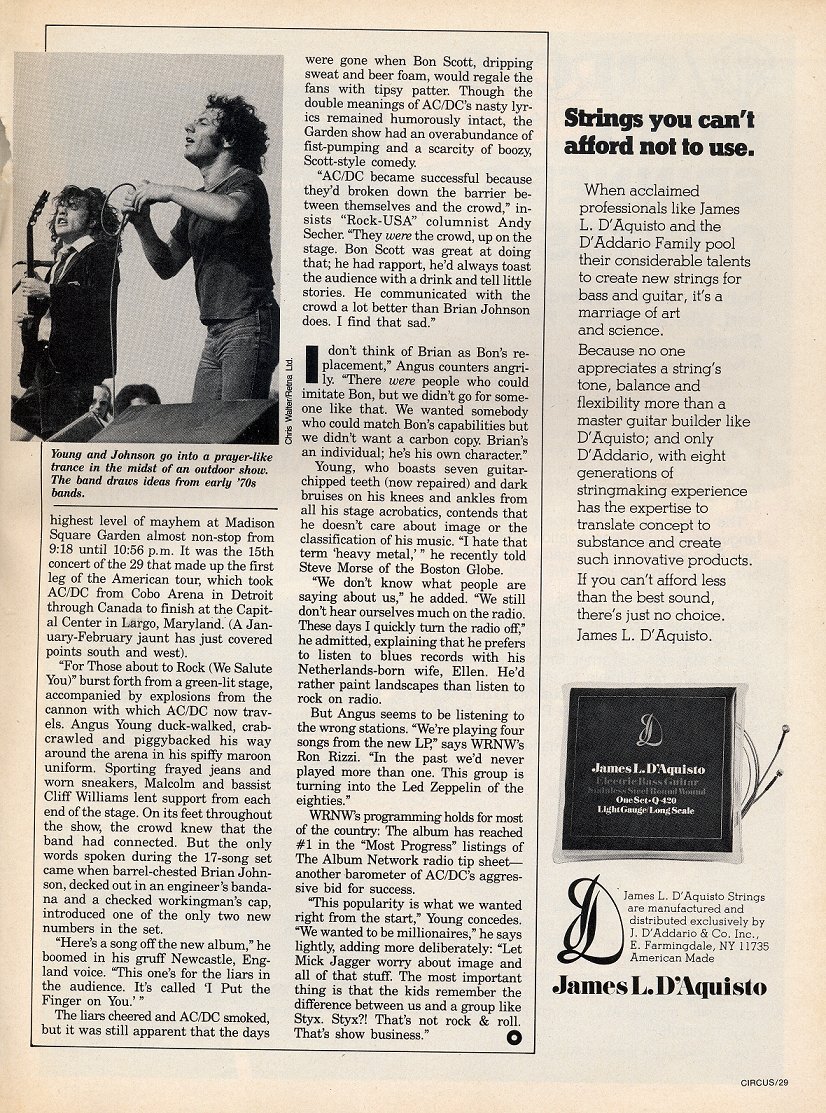 Chris Walter/Retna Ltd.
Young and Johnson go into a prayer-like
trance in the midst of an outdoor show.
The band draws ideas from early '70s
bands.
highest level of mayhem at Madison
Square Garden almost non-stop from
9:18 until 10:56 p.m. It was the 15th
concert of the 29 that made up the first
leg of the American tour, which took
AC/DC from Cobo Arena in Detroit
through Canada to finish at the Capit-
al Center in Largo, Maryland. (A Jan-
uary-February jaunt has just covered
points south and west).
"For Those about to Rock (We Salute
You)" burst forth from a green-lit stage,
accompanied by explosions from the
cannon with which AC/DC now trav-
els. Angus Young duck-walked, crab-
crawled and piggybacked his way
around the arena in his spiffy maroon
uniform. Sporting frayed jeans and
worn sneakers, Malcolm and bassist
Cliff Williams lent support from each
end of the stage. On its feet throughout
the show, the crowd knew that the
band had connected. But the only
words spoken during the 17-song set
came when barrel-chested Brian John-
son, decked out in an engineer's banda-
na and a checked workingman's cap,
introduced one of the only two new
numbers in the set.
"Here's a song off the new album," he
boomed in his gruff Newcastle, Eng-
land voice. "This one's for the liars in
the audience. It's called 'I Put the
Finger on You.' "
The liars cheered and AC/DC smoked,
but it was still apparent that the days
were gone when Bon Scott, dripping
sweat and beer foam, would regale the
fans with tipsy patter. Though the
double meanings of AC/DC's nasty lyr-
ics remained humorously intact, the
Garden show had an overabundance of
fist-pumping and a scarcity of boozy,
Scott-style comedy.
"AC/DC became successful because
they'd broken down the barrier be-
tween themselves and the crowd," in-
sists "Rock-USA" columnist Andy
Secher. "They were the crowd, up on the
stage. Bon Scott was great at doing
that; he had rapport, he'd always toast
the audience with a drink and tell little
stories. He communicated with the
crowd a lot better than Brian Johnson
does. I find that sad."
I don't think of Brian as Bon's re-
placement," Angus counters angri-
ly. "There were people who could
imitate Bon, but we didn't go for some-
one like that. We wanted somebody
who could match Bon's capabilities but
we didn't want a carbon copy. Brian's
an individual; he's his own character."
Young, who boasts seven guitar-
chipped teeth (now repaired) and dark
bruises on his knees and ankles from
all his stage acrobatics, contends that
he doesn't care about image or the
classification of his music. "I hate that
term 'heavy metal,' " he recently told
Steve Morse of the Boston Globe.
"We don't know what people are
saying about us," he added. "We still
don't hear ourselves much on the radio.
These days I quickly turn the radio off,"
he admitted, explaining that he prefers
to listen to blues records with his
Netherlands-born wife, Ellen. He'd
rather paint landscapes than listen to
rock on radio.
But Angus seems to be listening to
the wrong stations. "We're playing four
songs from the new LP," says WRNW's
Ron Rizzi. "In the past we'd never
played more than one. This group is
turning into the Led Zeppelin of the
eighties."
WRNW's programming holds for most
of the country: The album has reached
#1 in the "Most Progress" listings of
The Album Network radio tip sheet—
another barometer of AC/DC's aggres-
sive bid for success.
"This popularity is what we wanted
right from the start," Young concedes.
"We wanted to be millionaires," he says
lightly, adding more deliberately: "Let
Mick Jagger worry about image and
all of that stuff. The most important
thing is that the kids remember the
difference between us and a group like
Styx. Styx?! That's not rock & roll.
That's show business."
Strings you can't
afford not to use.
When acclaimed
professionals like James
L. D'Aquisto and the
D'Addario Family pool
their considerable talents
to create new strings for
bass and guitar, it's a
marriage of art
and science.
Because no one
appreciates a string's
tone, balance and
flexibility more than a
master guitar builder like
D'Aquisto; and only
D'Addario, with eight
generations of
stringmaking experience
has the expertise to
translate concept to
substance and create
such innovative products.
If you can't afford less
than the best sound,
there's just no choice.
James L. D'Aquisto.
James L. D'Aquisto
Electric Bass Guitar
Stainless Steel Round Wound
One Set•Q-420
Light Gauge/Long Scale
James L. D'Aquisto Strings
are manufactured and
distributed exclusively by
J. D'Addario & Co. Inc.,
E. Farmingdale, NY 11735
American Made
James L. D'Aquisto
CIRCUS/29